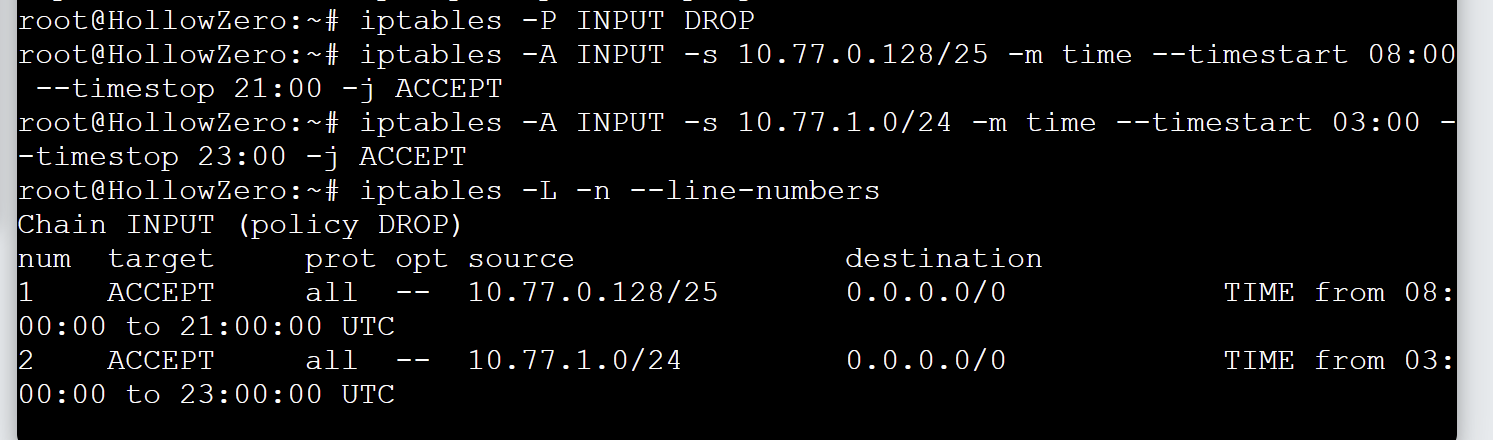 root@HollowZero:~# iptables -P INPUT DROP
root@HollowZero:~# iptables -A INPUT -s 10.77.0.128/25 -m time --timestart 08:00
 --timestop 21:00 -j ACCEPT
root@HollowZero:~# iptables -A INPUT -s 10.77.1.0/24 -m time --timestart 03:00 -
-timestop 23:00 -j ACCEPT
root@HollowZero:~# iptables -L -n --line-numbers
Chain INPUT (policy DROP)
num  target     prot opt source               destination
1    ACCEPT     all  --  10.77.0.128/25       0.0.0.0/0            TIME from 08:
00:00 to 21:00:00 UTC
2    ACCEPT     all  --  10.77.1.0/24         0.0.0.0/0            TIME from 03:
00:00 to 23:00:00 UTC